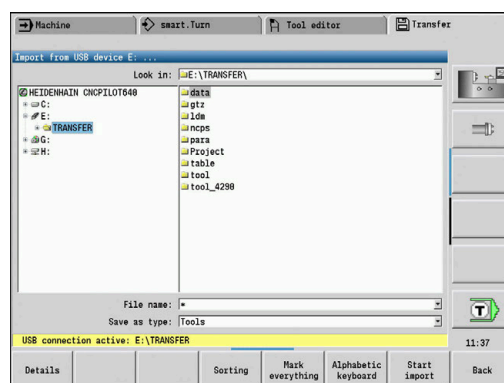 Machine
smart.Turn
Tool editor
Transfer
Import from USB device E: ...
Look in: E:\TRANSFER\
HEIDENHAIN CNCPILOT640
C:
E:
TRANSFER
G:
H:
data
gtz
ldm
ncps
para
Project
table
tool
tool_4290
File name: *
Save as type: Tools
USB connection active: E:\TRANSFER
T
11:37
Details
Sorting
Mark everything
Alphabetic keyboard
Start import
Back